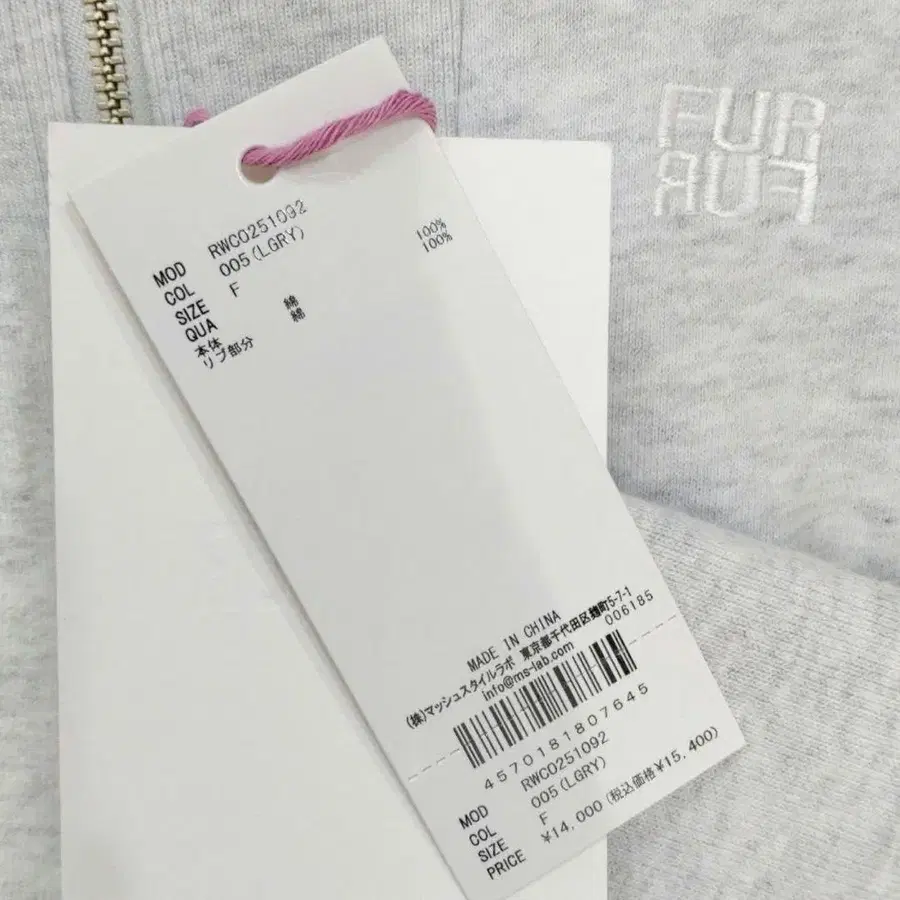 FUR
RUF
MOD RWCO251092
COL 005(LGRY)
SIZE F
QUA
本体 綿 100%
リブ部分 綿 100%
MADE IN CHINA
(株)マッシュスタイルラボ 東京都千代田区麹町5-7-1
info@ms-lab.com 006185
4570181807645
MOD RWCO251092
COL 005(LGRY)
SIZE F
PRICE ¥14,000(税込価格¥15,400)